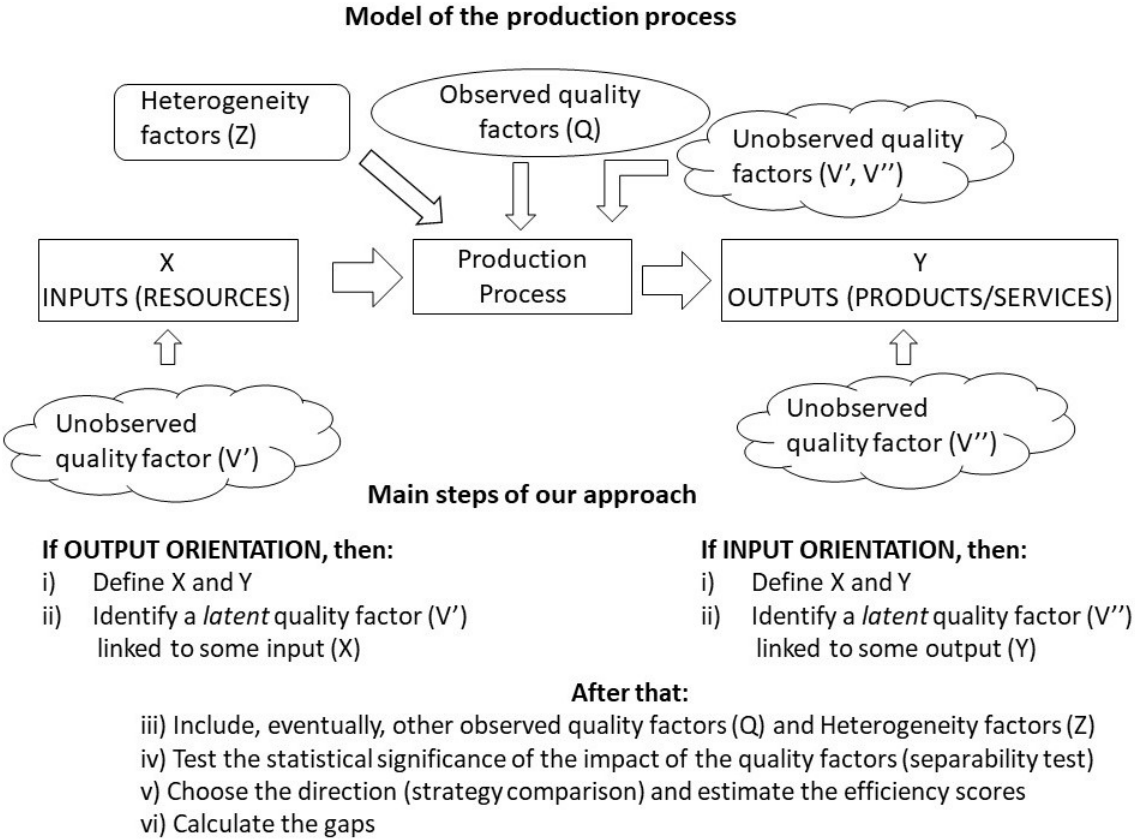 Model of the production process
Heterogeneity
factors (Z)
Observed quality
factors (Q)
Unobserved quality
factors (V’, V’’)
X
INPUTS (RESOURCES)
Production
Process
Y
OUTPUTS (PRODUCTS/SERVICES)
Unobserved
quality factor (V’)
Unobserved
quality factor (V’’)
Main steps of our approach
If OUTPUT ORIENTATION, then:
i) Define X and Y
ii) Identify a latent quality factor (V’)
linked to some input (X)
If INPUT ORIENTATION, then:
i) Define X and Y
ii) Identify a latent quality factor (V’’)
linked to some output (Y)
After that:
iii) Include, eventually, other observed quality factors (Q) and Heterogeneity factors (Z)
iv) Test the statistical significance of the impact of the quality factors (separability test)
v) Choose the direction (strategy comparison) and estimate the efficiency scores
vi) Calculate the gaps